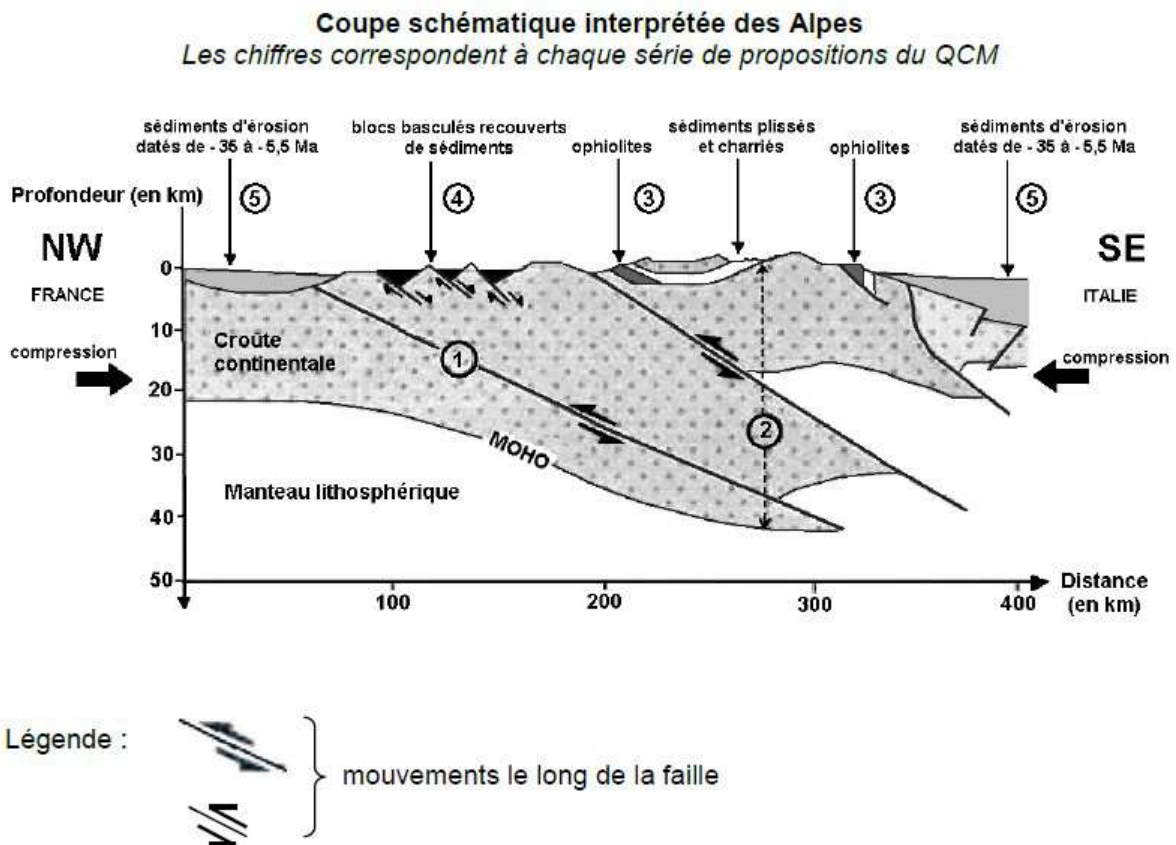 Coupe schématique interprétée des Alpes
Les chiffres correspondent à chaque série de propositions du QCM
sédiments d'érosion
datés de - 35 à - 5,5 Ma
blocs basculés recouverts
de sédiments
ophiolites
sédiments plissés
et charriés
ophiolites
sédiments d'érosion
datés de - 35 à - 5,5 Ma
Profondeur (en km)
5
4
3
3
5
NW
SE
0
FRANCE
ITALIE
10
Croûte
continentale
1
compression
compression
20
2
30
MOHO
Manteau lithosphérique
40
50
100
200
300
400
Distance
(en km)
Légende :
mouvements le long de la faille